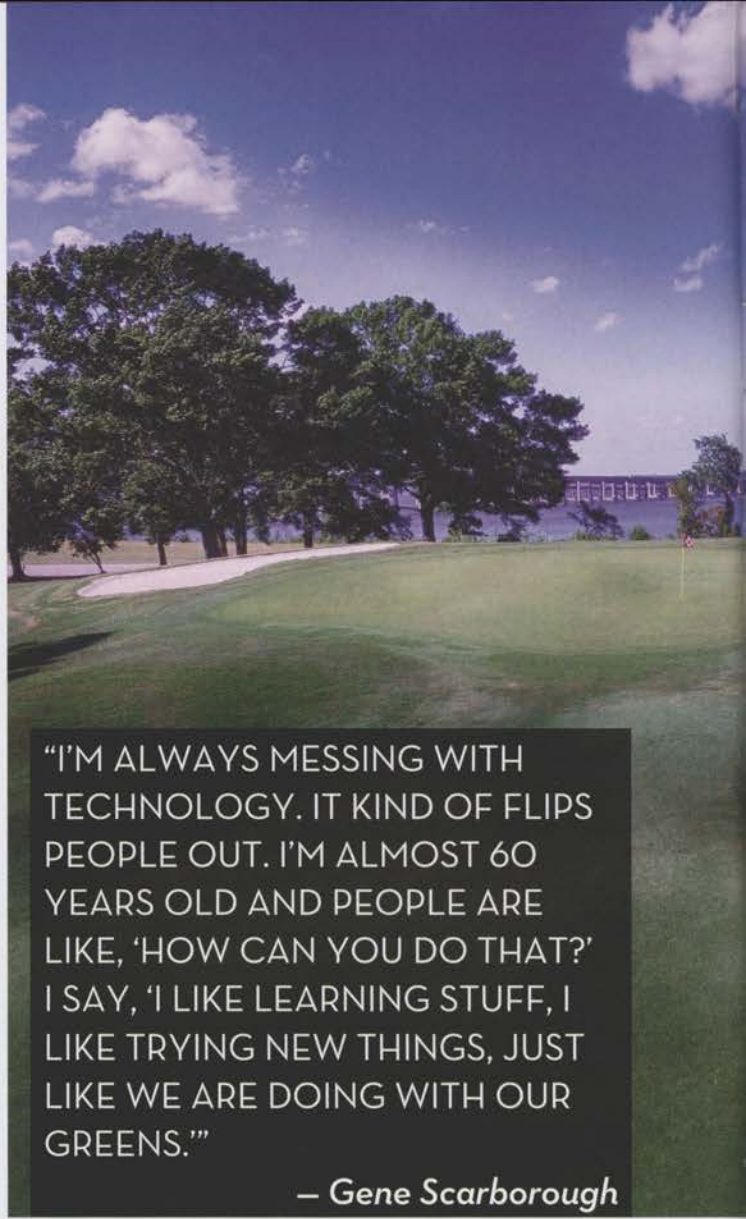 “I’M ALWAYS MESSING WITH
TECHNOLOGY. IT KIND OF FLIPS
PEOPLE OUT. I’M ALMOST 60
YEARS OLD AND PEOPLE ARE
LIKE, ‘HOW CAN YOU DO THAT?’
I SAY, ‘I LIKE LEARNING STUFF, I
LIKE TRYING NEW THINGS, JUST
LIKE WE ARE DOING WITH OUR
GREENS.’”
– Gene Scarborough